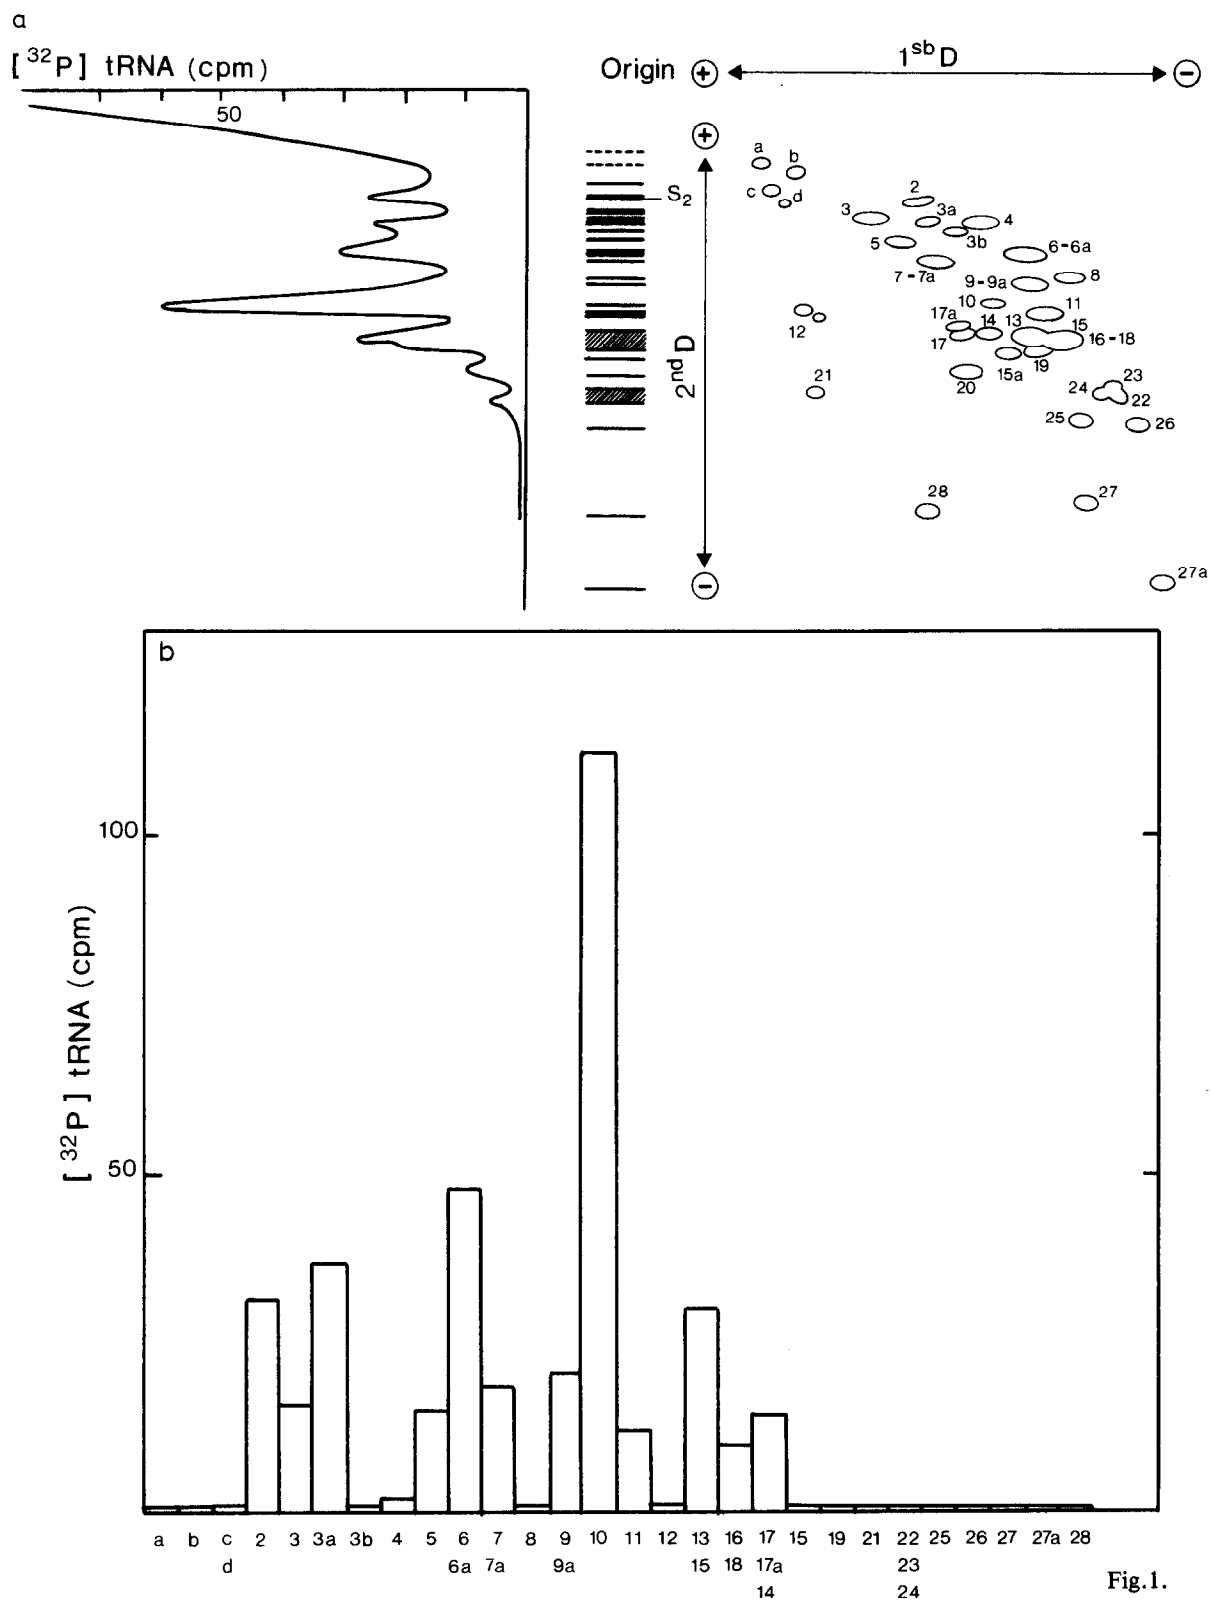 a
[ ³²P ] tRNA (cpm)
50
Origin + 1ˢᵇD −
+
2ⁿᵈD
−
S₂
a
b
c
d
2
3
3a
4
3b
5
6-6a
7-7a
8
9-9a
10
11
12
17a
14
13
15
17
16-18
15a
19
20
21
23
24
22
25
26
28
27
27a
b
100
50
[ ³²P ] tRNA (cpm)
a b c 2 3 3a 3b 4 5 6 7 8 9 10 11 12 13 16 17 15 19 21 22 25 26 27 27a 28
d 6a 7a 9a 15 18 17a 23
14 24
Fig.1.